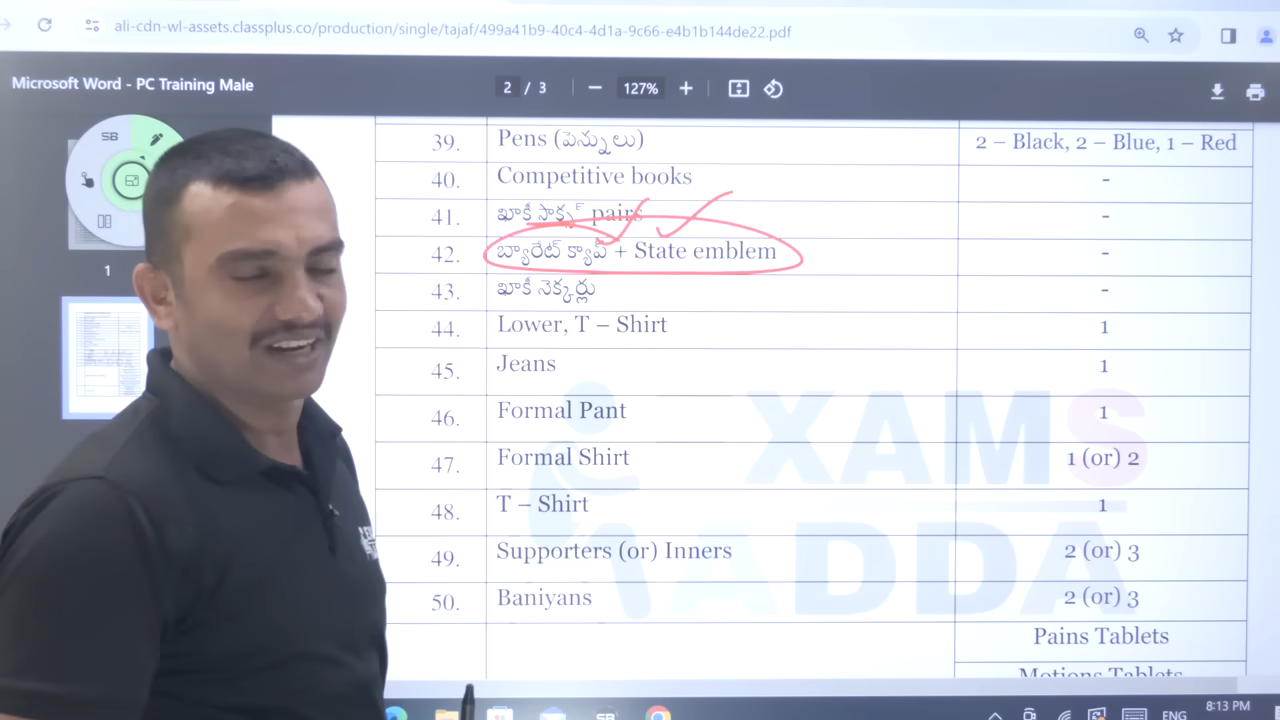 ali-cdn-wl-assets.classplus.co/production/single/tajaf/499a41b9-40c4-4d1a-9c66-e4b1b144de22.pdf
Microsoft Word - PC Training Male
2 / 3
127%
SB
1
39. Pens (పెన్నులు) 2 – Black, 2 – Blue, 1 – Red
40. Competitive books -
41. ఖాకీ సాక్స్ pairs -
42. బ్యారేట్ క్యాప్ + State emblem -
43. ఖాకీ నెక్కర్లు -
44. Lower, T – Shirt 1
45. Jeans 1
46. Formal Pant 1
47. Formal Shirt 1 (or) 2
48. T – Shirt 1
49. Supporters (or) Inners 2 (or) 3
50. Baniyans 2 (or) 3
Pains Tablets
Motions Tablets
XAMS
ADDA
SB
ENG
8:13 PM